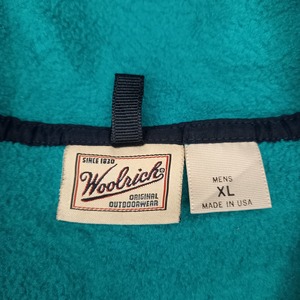 SINCE 1830
Woolrich
ORIGINAL
OUTDOORWEAR
MENS
XL
MADE IN USA